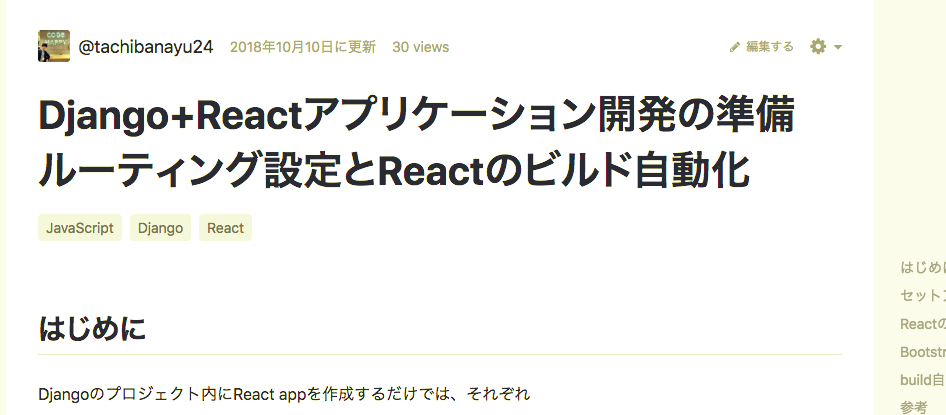 @tachibanayu24 2018年10月10日に更新 30 views 編集する
Django+Reactアプリケーション開発の準備
ルーティング設定とReactのビルド自動化
JavaScript Django React
はじめに
Djangoのプロジェクト内にReact appを作成するだけでは、それぞれ
はじめに
セット
Reactの
Bootstr
build自
参考